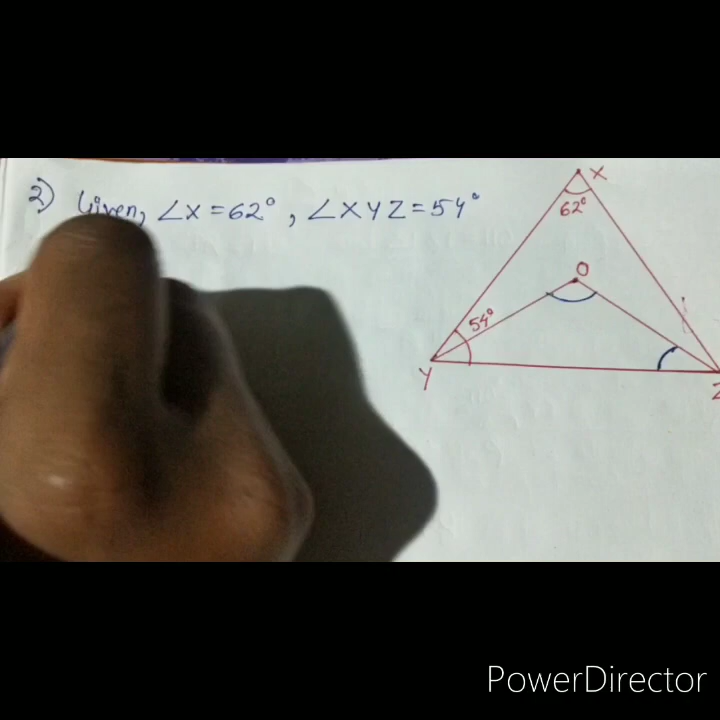 2) Given, ∠X = 62°, ∠XYZ = 54°
X
62°
O
54°
Y
Z
PowerDirector